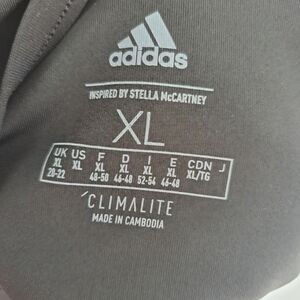 adidas
INSPIRED BY STELLA McCARTNEY
XL
UK US F D I E CDN J
XL XL XL XL XL XL XL/TG
20-22 48-50 46-48 52-54 46-48
CLIMALITE
MADE IN CAMBODIA